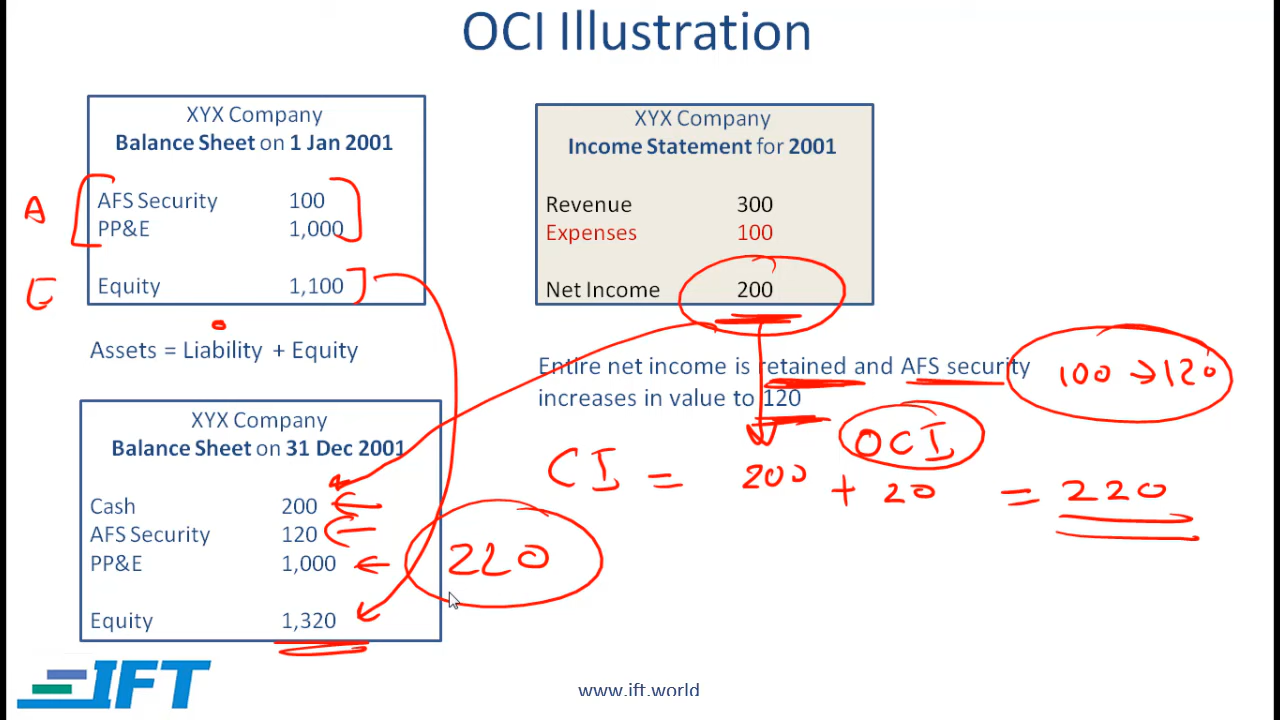 OCI Illustration
XYX Company
Balance Sheet on 1 Jan 2001
A
AFS Security 100
PP&E 1,000
E
Equity 1,100
Assets = Liability + Equity
XYX Company
Balance Sheet on 31 Dec 2001
Cash 200
AFS Security 120
PP&E 1,000
Equity 1,320
220
XYX Company
Income Statement for 2001
Revenue 300
Expenses 100
Net Income 200
Entire net income is retained and AFS security
increases in value to 120
100 → 120
OCI
CI = 200 + 20 = 220
IFT
www.ift.world